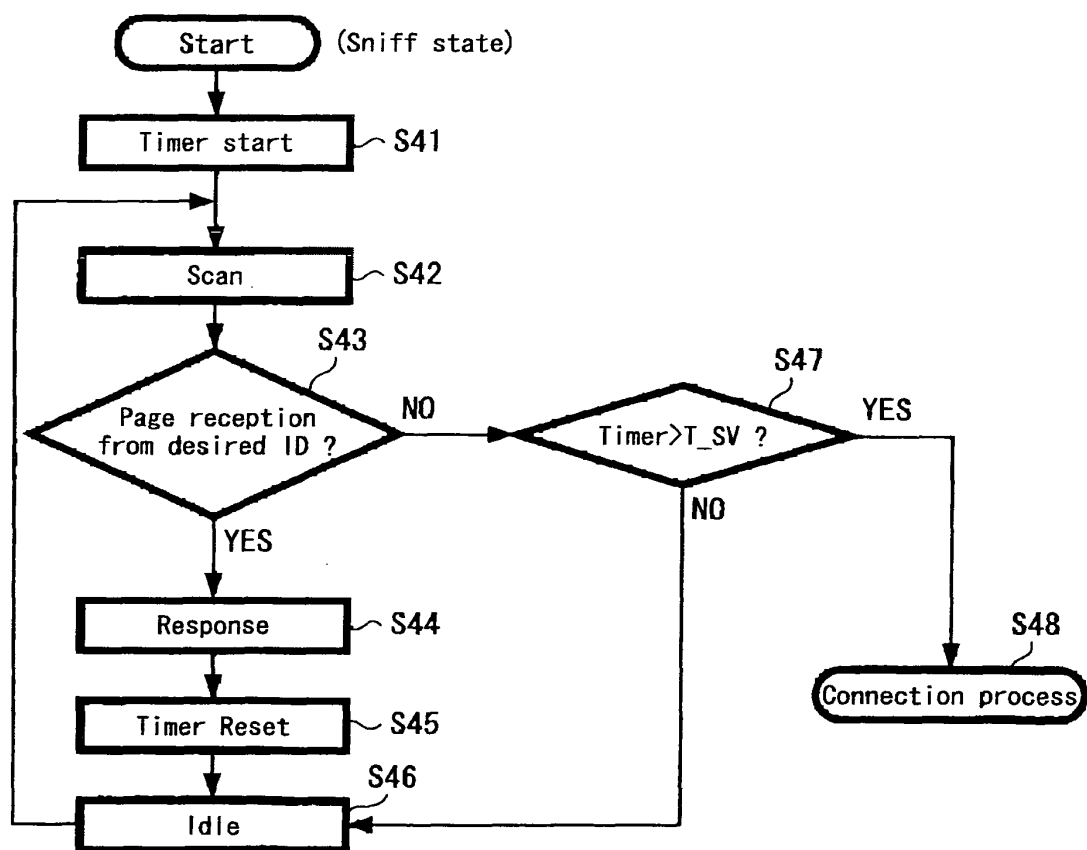 Start
(Sniff state)
Timer start
S41
Scan
S42
S43
Page reception
from desired ID ?
NO
YES
S47
Timer>T_SV ?
YES
NO
Response
S44
Timer Reset
S45
S46
Idle
S48
Connection process